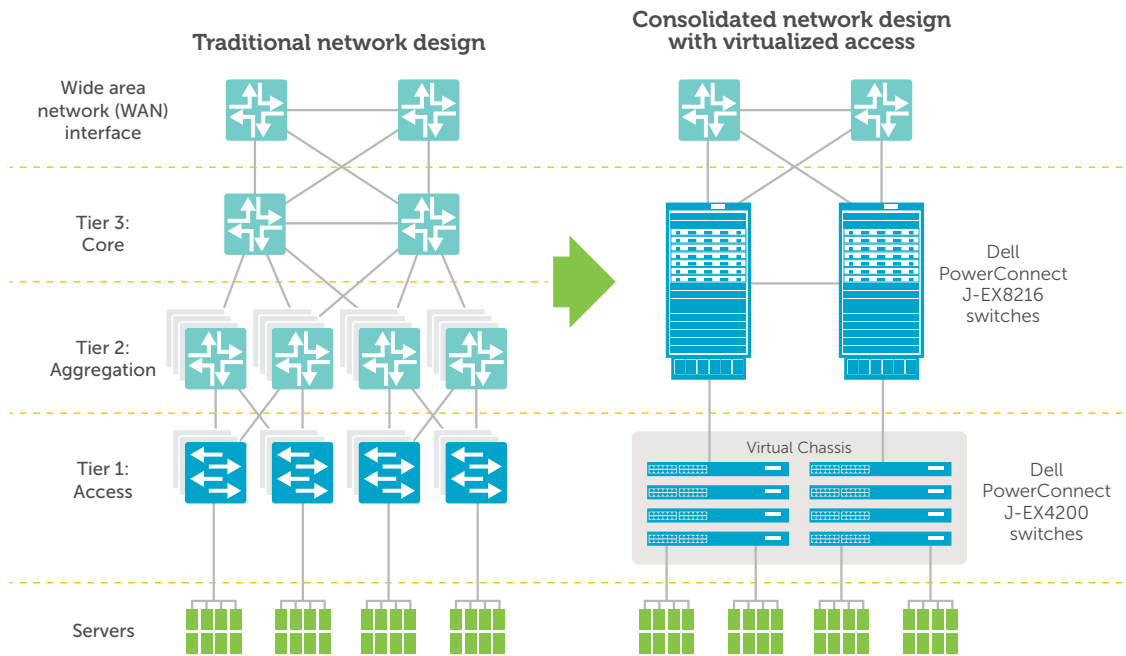 Traditional network design
Consolidated network design
with virtualized access
Wide area
network (WAN)
interface
Tier 3:
Core
Dell
PowerConnect
J-EX8216
switches
Tier 2:
Aggregation
Tier 1:
Access
Virtual Chassis
Dell
PowerConnect
J-EX4200
switches
Servers